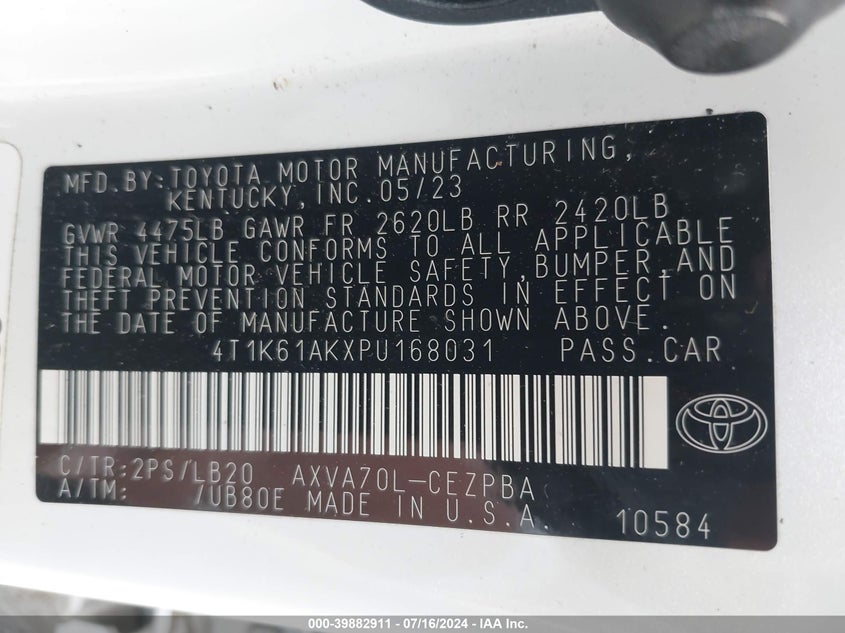 MFD.BY:TOYOTA MOTOR MANUFACTURING,
KENTUCKY,INC.05/23
GVWR 4475LB GAWR FR 2620LB RR 2420LB
THIS VEHICLE CONFORMS TO ALL APPLICABLE
FEDERAL MOTOR VEHICLE SAFETY,BUMPER,AND
THEFT PREVENTION STANDARDS IN EFFECT ON
THE DATE OF MANUFACTURE SHOWN ABOVE.
4T1K61AKXPU168031 PASS.CAR
C/TR:2PS/LB20 AXVA70L-CEZPBA
A/TM: /UB80E MADE IN U.S.A.
10584
000-39882911 / 07/16/2024 - IAA Inc.